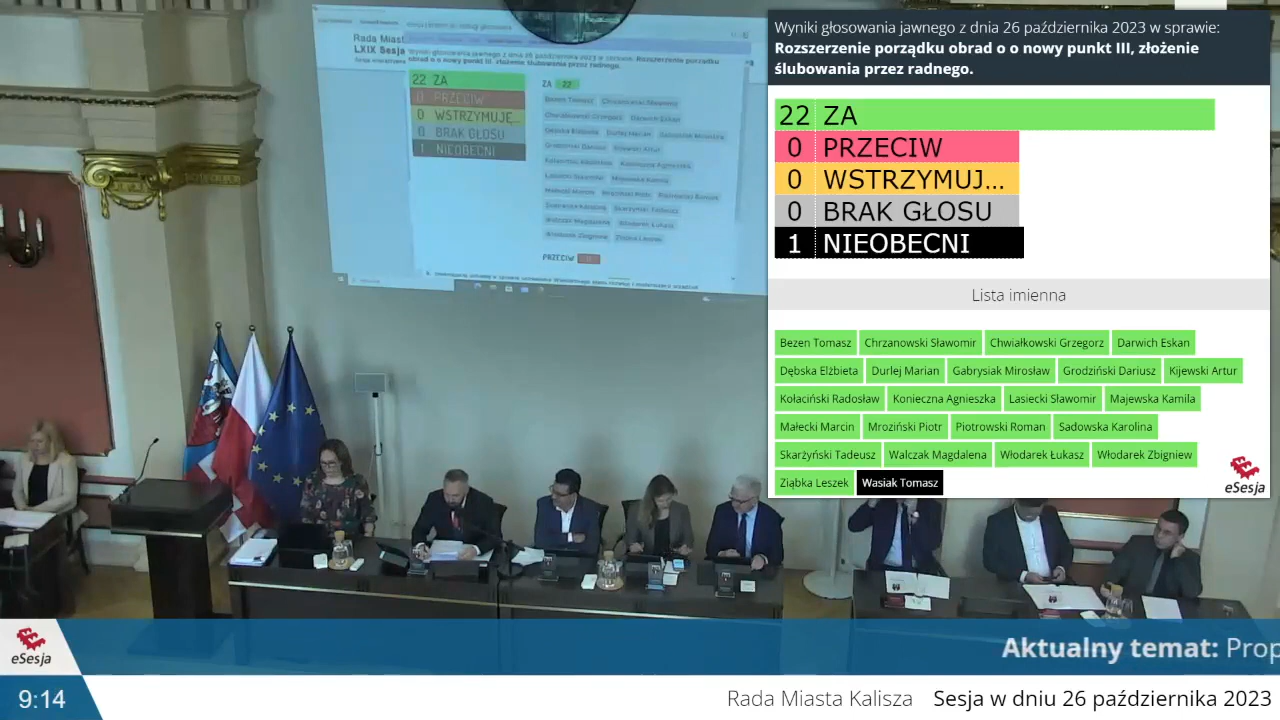 Rada Miast
LXIX Sesja
22 ZA
0 PRZECIW
0 WSTRZYMUJĘ...
0 BRAK GŁOSU
1 NIEOBECNI
ZA 22
PRZECIW
Wyniki głosowania jawnego z dnia 26 października 2023 w sprawie:
Rozszerzenie porządku obrad o o nowy punkt III, złożenie
ślubowania przez radnego.
22 ZA
0 PRZECIW
0 WSTRZYMUJ...
0 BRAK GŁOSU
1 NIEOBECNI
Lista imienna
Bezen Tomasz Chrzanowski Sławomir Chwiałkowski Grzegorz Darwich Eskan
Dębska Elżbieta Durlej Marian Gabrysiak Mirosław Grodziński Dariusz Kijewski Artur
Kołaciński Radosław Konieczna Agnieszka Lasiecki Sławomir Majewska Kamila
Małecki Marcin Mroziński Piotr Piotrowski Roman Sadowska Karolina
Skarżyński Tadeusz Walczak Magdalena Włodarek Łukasz Włodarek Zbigniew
Ziąbka Leszek Wasiak Tomasz
eSesja
eSesja
Aktualny temat: Prop
9:14
Rada Miasta Kalisza Sesja w dniu 26 października 2023